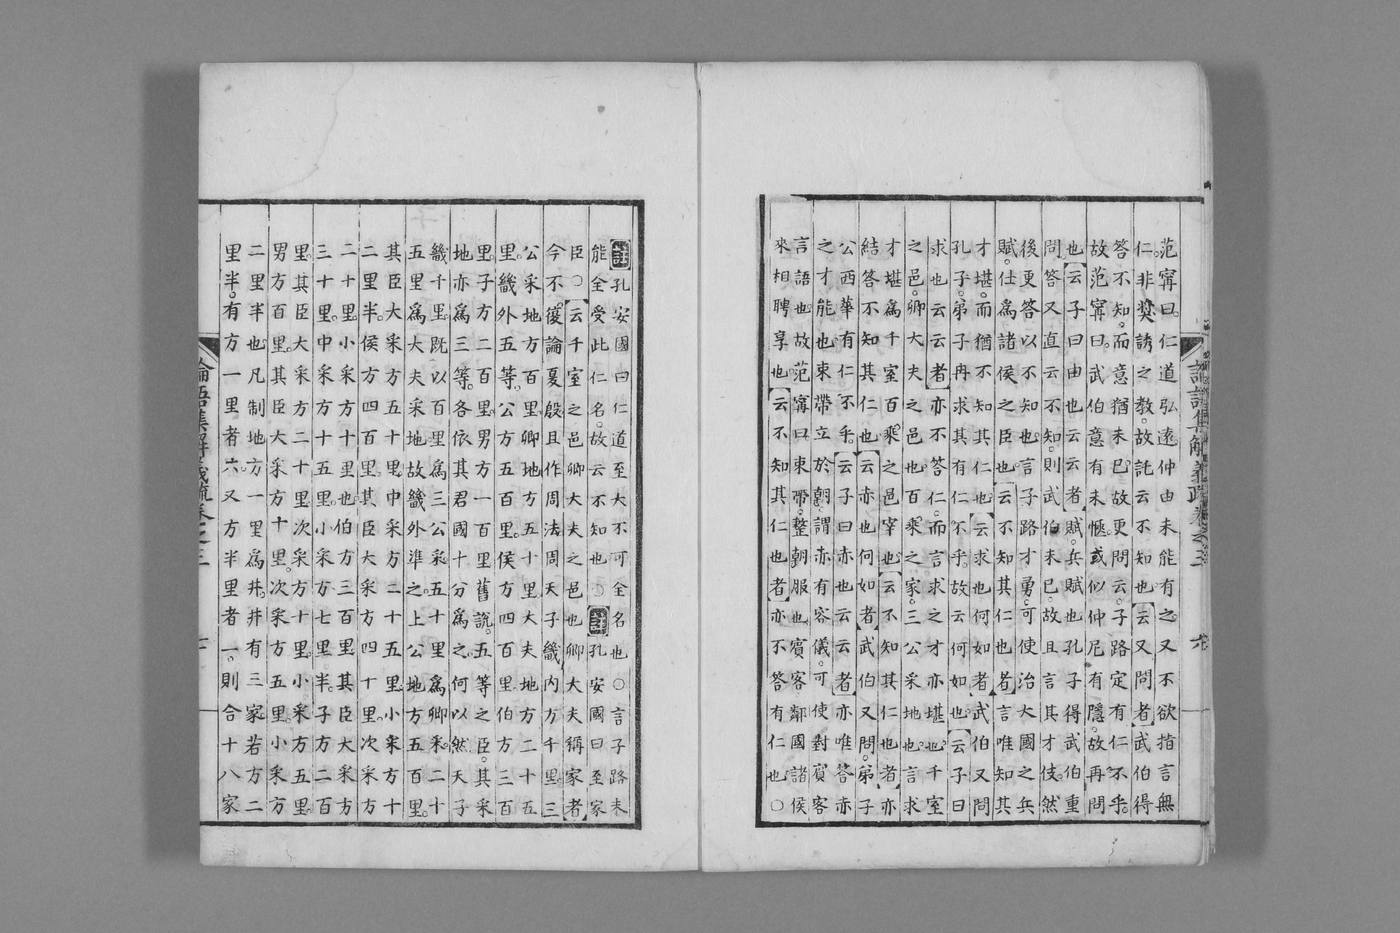 論語集解義疏卷之三
六
范寗曰。仁道弘遠仲由未能有之又不欲指言無
仁。非奬誘之教。故託云不知也【云又問者】武伯得
答不知。而意猶未已。故更問云。子路定有仁不乎。
故范寗曰。武伯意有未愜。或似仲尼有隱。故再問
也【云子曰由也云云者】賦。兵賦也孔子得武伯重
問答又直云不知。則武伯未已故且言其才伎。然
後更答以不知也言子路才勇。可使治大國之兵
賦。仕爲諸侯之臣也【云不知其仁也者】言唯知其
才堪。而猶不知其仁也【云求也何如者】武伯又問
孔子。弟子冉求其有仁不乎。故云何如也。【云子曰
求也云云者】亦不答仁。而言求之才亦堪也。千室
之邑。卿大夫之邑也百乘之家。三公采地也。言求
才堪爲千室百乘之邑宰也【云不知其仁也者】亦
結答不知其仁也【云赤也何如者】武伯又問。弟子
公西華有仁不乎。【云子曰赤也云云者】亦唯答赤
之才能也束帶立於朝。謂赤有容儀。可使對賓客
言語也故范寗曰束帶。整朝服也賓客鄰國諸侯
來相聘享也【云不知其仁也者】亦不答有仁也。○
註孔安國曰仁道至大不可全名也○言子路未
能全受此仁名。故云不知也○註孔安國曰至家
臣○【云千室之邑卿大夫之邑也卿大夫稱家者】
今不。復論夏殷且作周法周天子畿内方千里三
公采地方百里卿地方五十里大夫地方二十五
里。畿外五等。公方五百里。侯方四百里伯方三百
里。子方二百里。男方一百里舊說。五等之臣。其采
地亦爲三等。各依其君國十分爲之。何以然天子
畿千里。既以百里爲三公采五十里爲卿采。二十
五里爲大夫采地故畿外準之上公地方五百里。
其臣大采方五十里中采方二十五里小采方十
二里半。侯方四百里其臣大采方四十里。次采方
二十里。小采方十里也伯方三百里其臣大采方
三十里。中采方十五里。小采方七里。半。子方二百
里。其臣大采方二十里次采方十里。小采方五里。
男方百里。其臣大采方十里。次采方五里。小采方
二里半也凡制地方一里爲井。井有三家若方二
里半。有方一里者六。又方半里者一。則合十八家
論語集解義疏卷之三